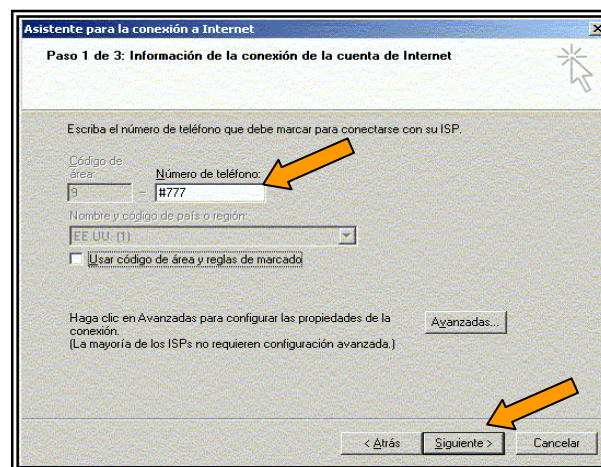 Asistente para la conexión a Internet
Paso 1 de 3: Información de la conexión de la cuenta de Internet
Escriba el número de teléfono que debe marcar para conectarse con su ISP.
Código de
área:
Número de teléfono:
9 - #777
Nombre y código de país o región:
EE.UU. (1)
Usar código de área y reglas de marcado
Haga clic en Avanzadas para configurar las propiedades de la
conexión.
(La mayoría de los ISPs no requieren configuración avanzada.)
Avanzadas...
< Atrás
Siguiente >
Cancelar